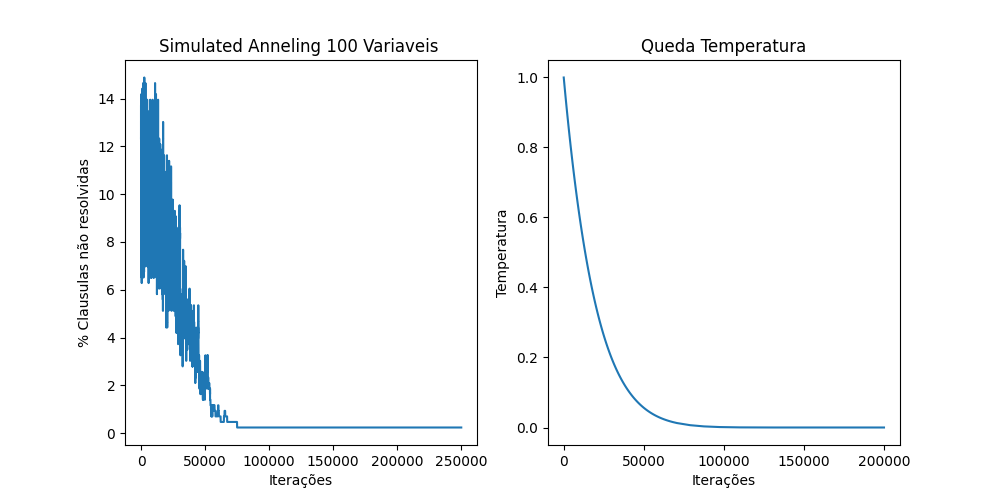 Simulated Anneling 100 Variaveis
% Clausulas não resolvidas
14
12
10
8
6
4
2
0
0 50000 100000 150000 200000 250000
Iterações
Queda Temperatura
Temperatura
1.0
0.8
0.6
0.4
0.2
0.0
0 50000 100000 150000 200000
Iterações